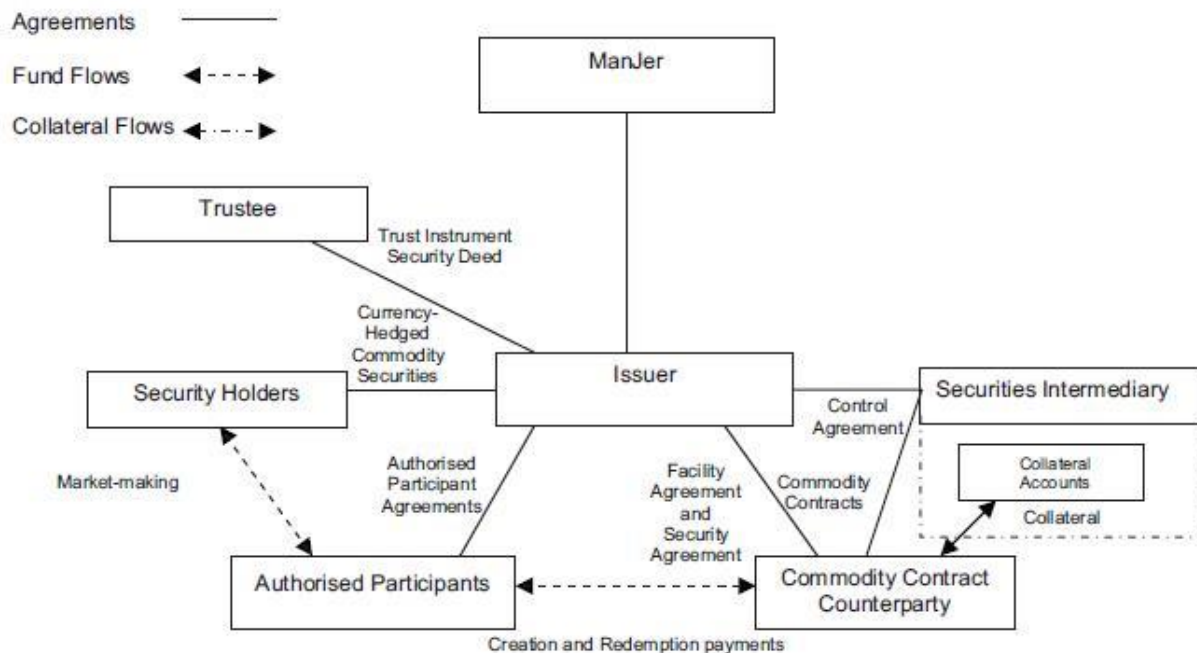 Agreements
Fund Flows
Collateral Flows
ManJer
Trustee
Trust Instrument
Security Deed
Currency-
Hedged
Commodity
Securities
Security Holders
Issuer
Securities Intermediary
Control
Agreement
Collateral
Accounts
Collateral
Market-making
Authorised
Participant
Agreements
Facility
Agreement
and
Security
Agreement
Commodity
Contracts
Authorised Participants
Commodity Contract
Counterparty
Creation and Redemption payments